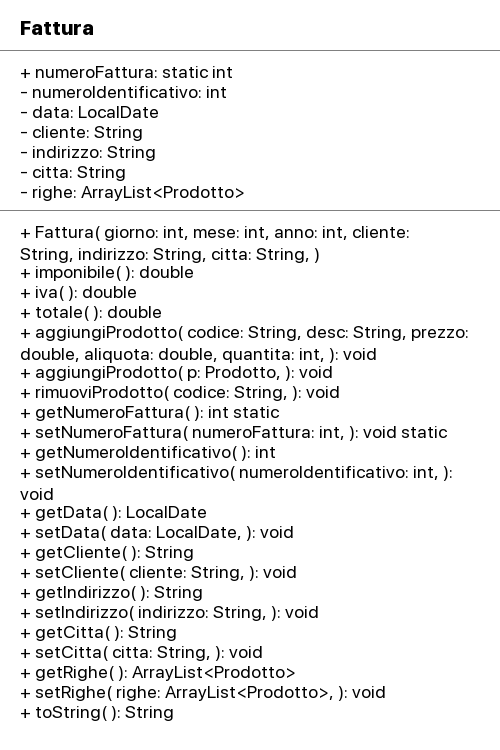 Fattura
+ numeroFattura: static int
- numeroIdentificativo: int
- data: LocalDate
- cliente: String
- indirizzo: String
- citta: String
- righe: ArrayList<Prodotto>
+ Fattura( giorno: int, mese: int, anno: int, cliente:
String, indirizzo: String, citta: String, )
+ imponibile( ): double
+ iva( ): double
+ totale( ): double
+ aggiungiProdotto( codice: String, desc: String, prezzo:
double, aliquota: double, quantita: int, ): void
+ aggiungiProdotto( p: Prodotto, ): void
+ rimuoviProdotto( codice: String, ): void
+ getNumeroFattura( ): int static
+ setNumeroFattura( numeroFattura: int, ): void static
+ getNumeroIdentificativo( ): int
+ setNumeroIdentificativo( numeroIdentificativo: int, ):
void
+ getData( ): LocalDate
+ setData( data: LocalDate, ): void
+ getCliente( ): String
+ setCliente( cliente: String, ): void
+ getIndirizzo( ): String
+ setIndirizzo( indirizzo: String, ): void
+ getCitta( ): String
+ setCitta( citta: String, ): void
+ getRighe( ): ArrayList<Prodotto>
+ setRighe( righe: ArrayList<Prodotto>, ): void
+ toString( ): String